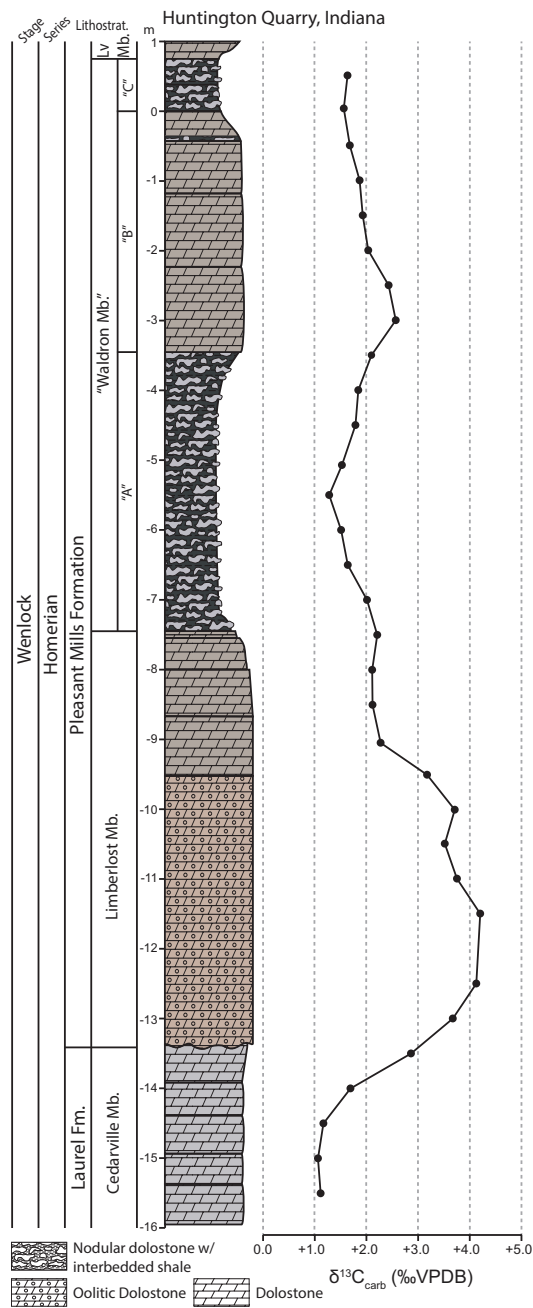 Huntington Quarry, Indiana
Stage
Series
Lithostrat.
m
Lv
Mb.
"C"
"B"
"Waldron Mb."
"A"
Wenlock
Homerian
Pleasant Mills Formation
Limberlost Mb.
Laurel Fm.
Cedarville Mb.
1
0
-1
-2
-3
-4
-5
-6
-7
-8
-9
-10
-11
-12
-13
-14
-15
-16
0.0 +1.0 +2.0 +3.0 +4.0 +5.0
δ13Ccarb (‰VPDB)
Nodular dolostone w/
interbedded shale
Oolitic Dolostone
Dolostone